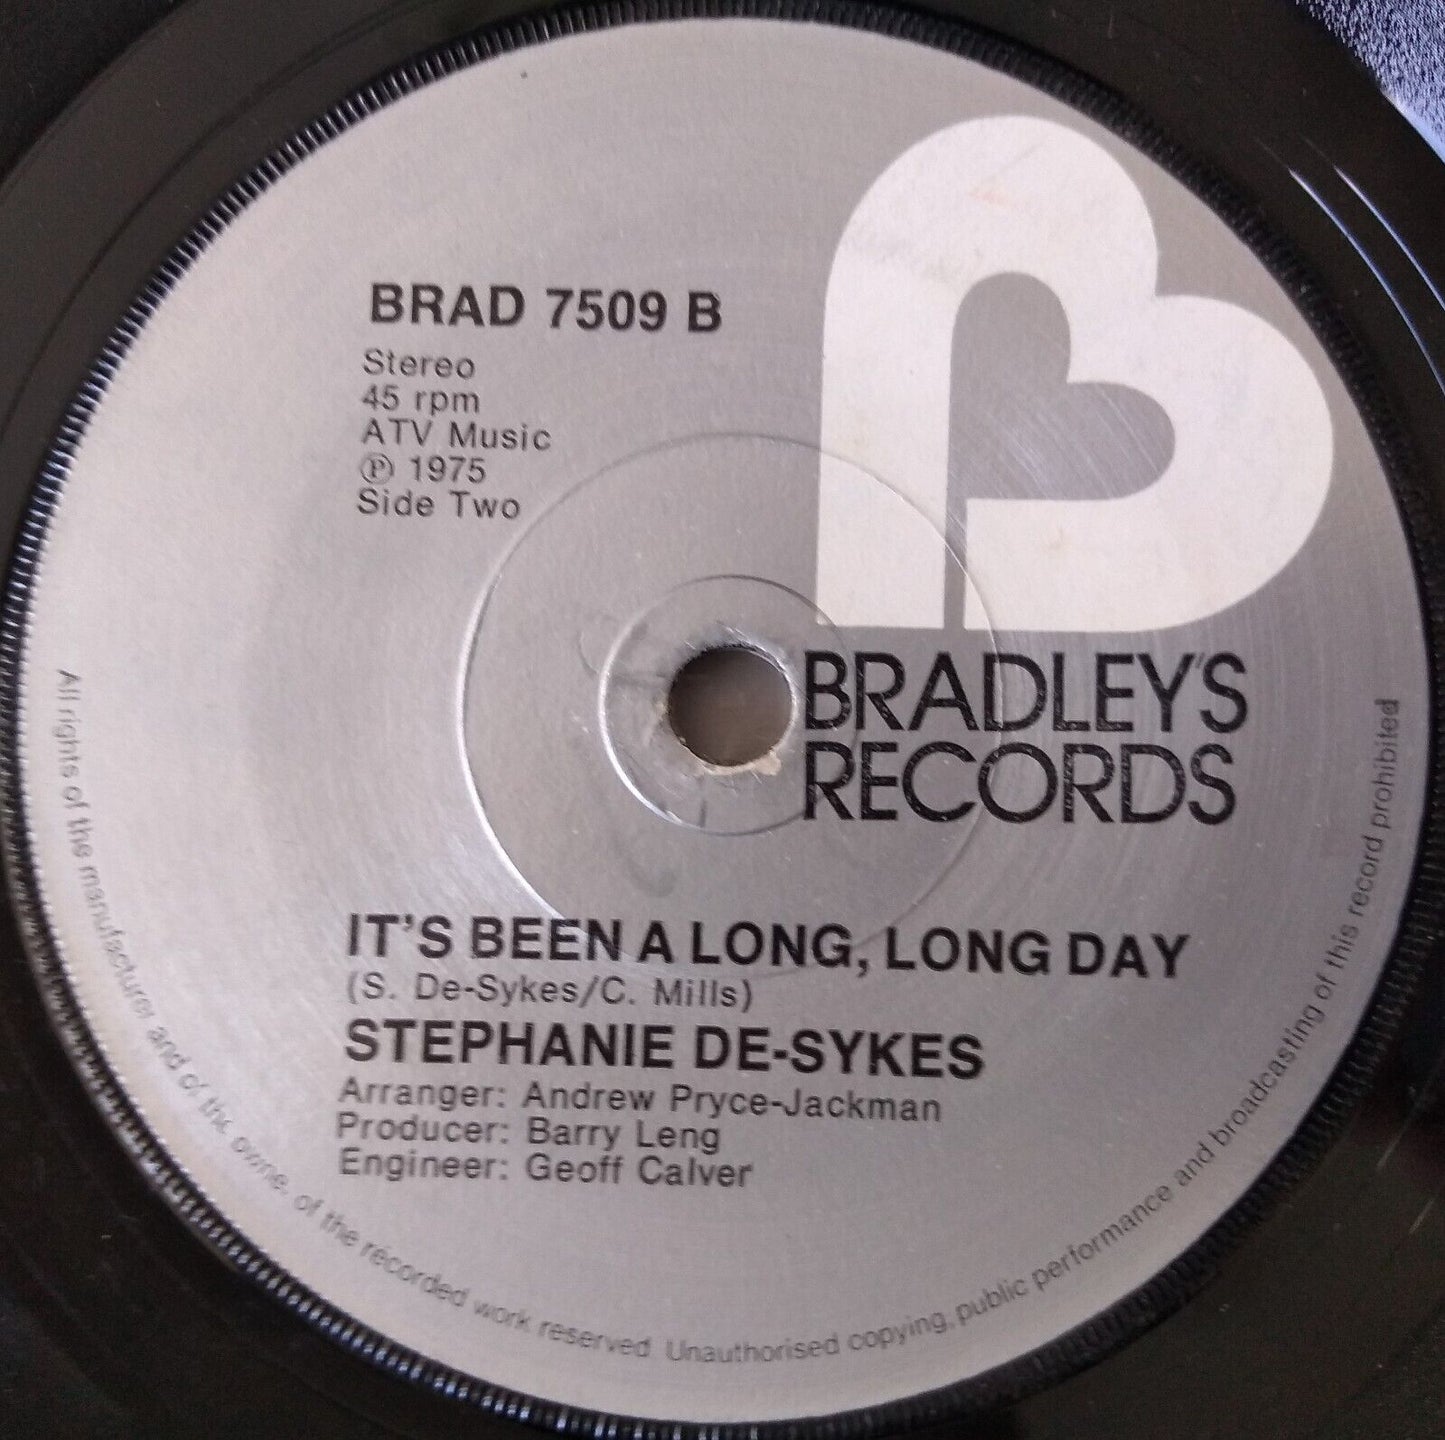 BRAD 7509 B
Stereo
45 rpm
ATV Music
Ⓟ 1975
Side Two
BRADLEY'S
RECORDS
IT'S BEEN A LONG, LONG DAY
(S. De-Sykes/C. Mills)
STEPHANIE DE-SYKES
Arranger: Andrew Pryce-Jackman
Producer: Barry Leng
Engineer: Geoff Calver
All rights of the manufacturer and of the owner of the recorded work reserved Unauthorised copying, public performance and broadcasting of this record prohibited